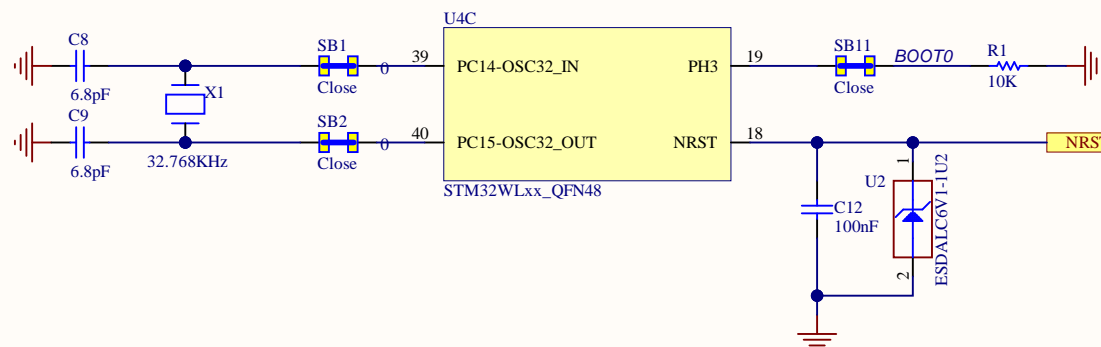 U4C
C8
6.8pF
SB1
0
Close
39
PC14-OSC32_IN
PH3
19
SB11
Close
BOOT0
R1
10K
X1
C9
6.8pF
32.768KHz
SB2
0
Close
40
PC15-OSC32_OUT
NRST
18
NRST
STM32WLxx_QFN48
C12
100nF
1
U2
2
ESDALC6V1-1U2